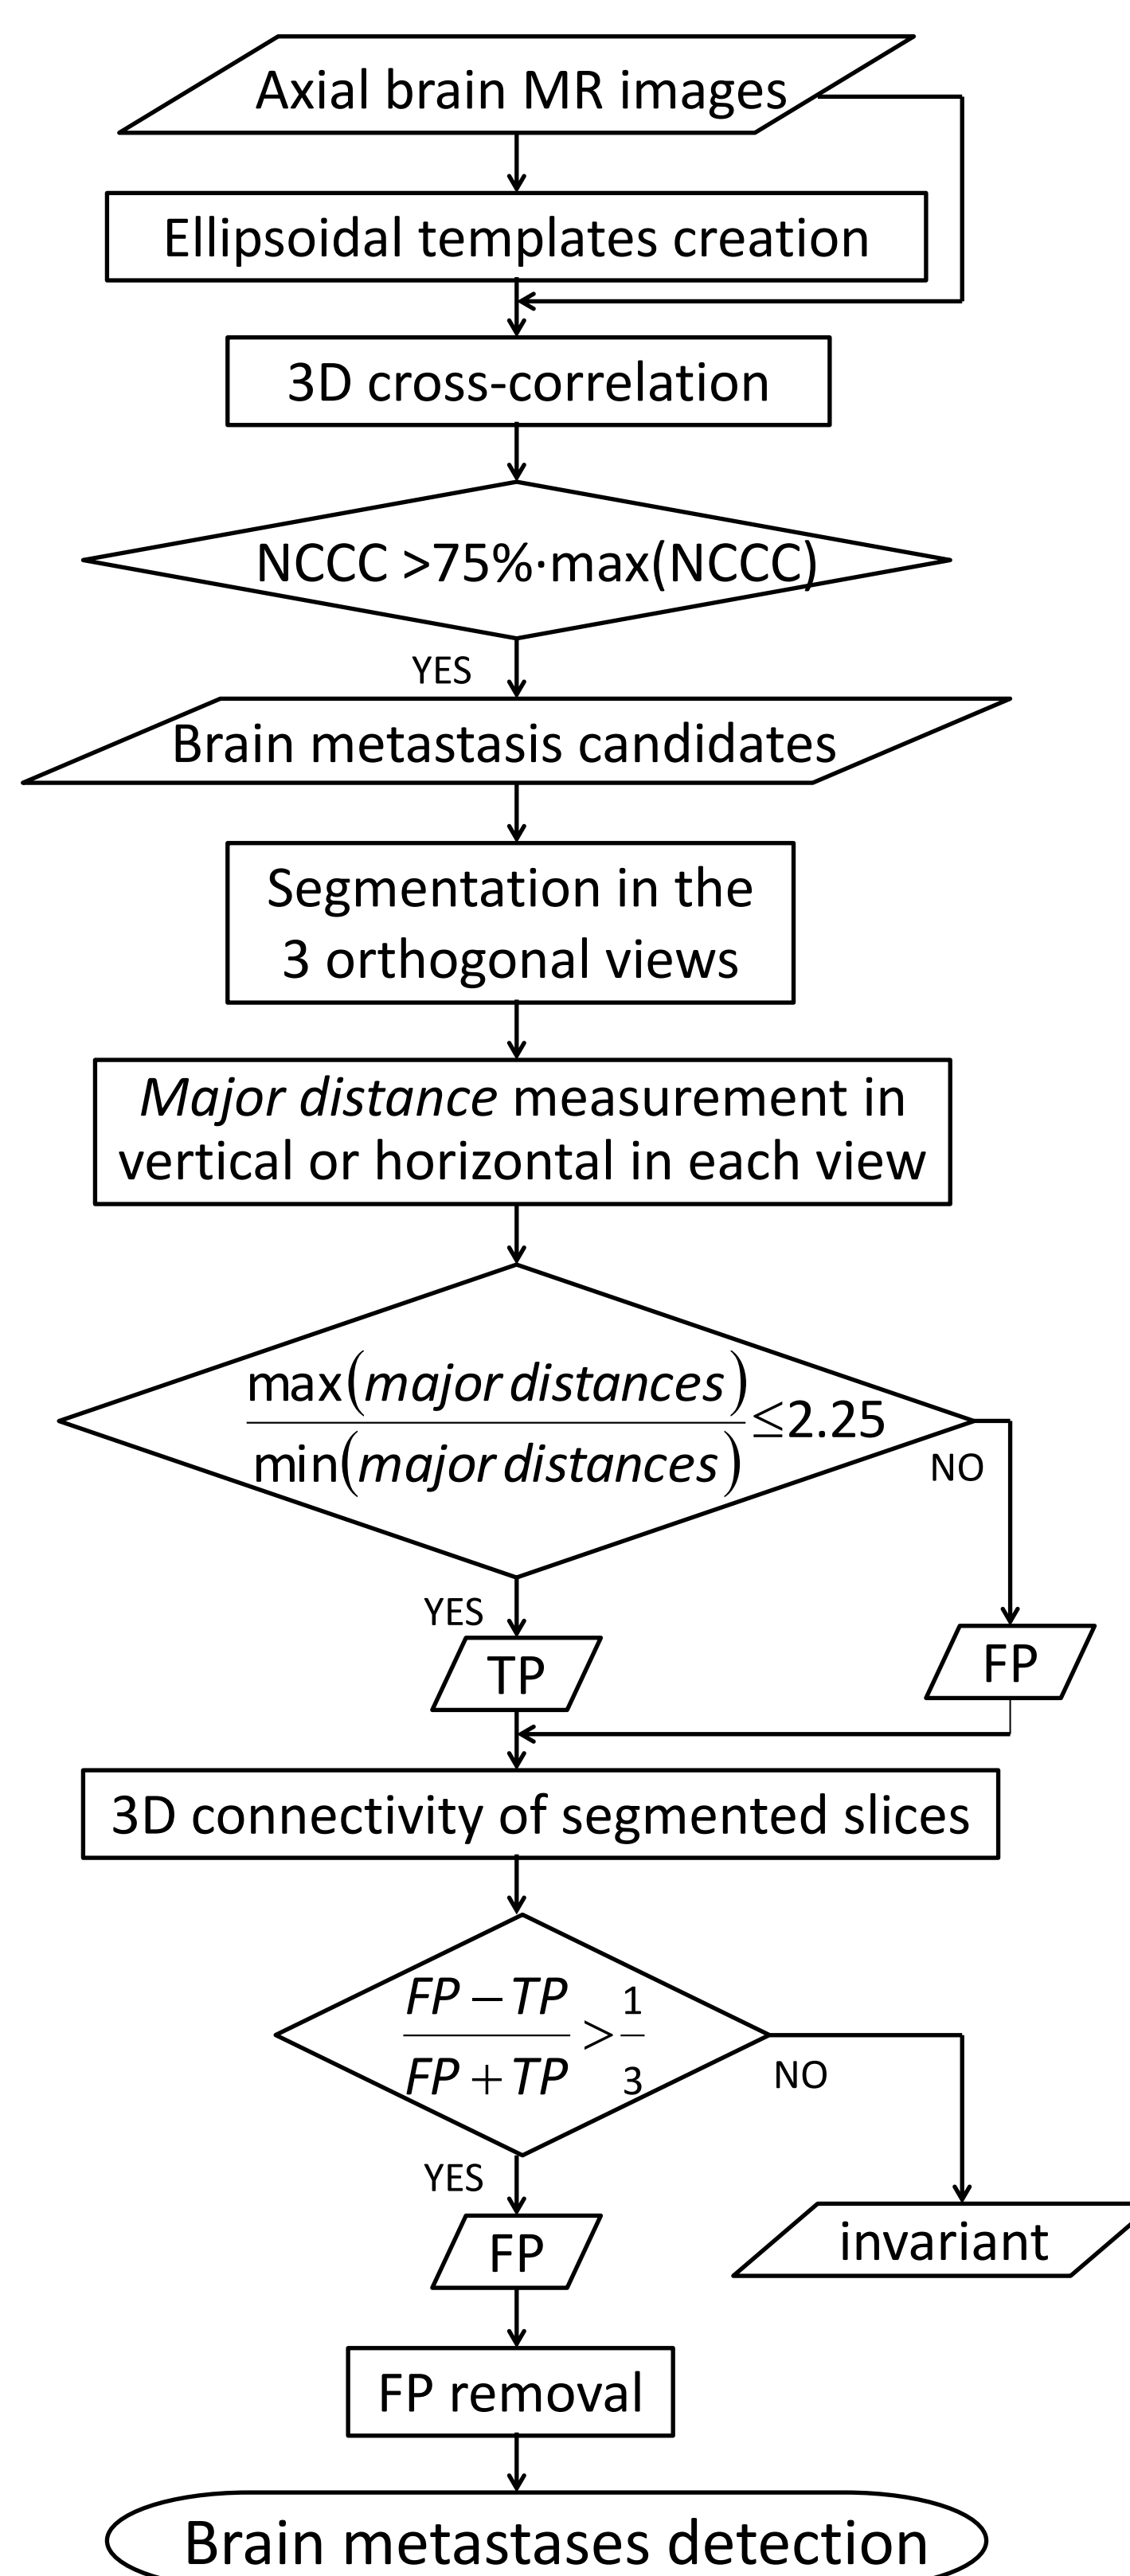 Axial brain MR images
Ellipsoidal templates creation
3D cross-correlation
NCCC >75%·max(NCCC)
YES
Brain metastasis candidates
Segmentation in the
3 orthogonal views
Major distance measurement in
vertical or horizontal in each view
max(major distances)
≤2.25
min(major distances)
NO
YES
TP
FP
3D connectivity of segmented slices
FP − TP
1
>
FP + TP
3
NO
YES
FP
invariant
FP removal
Brain metastases detection